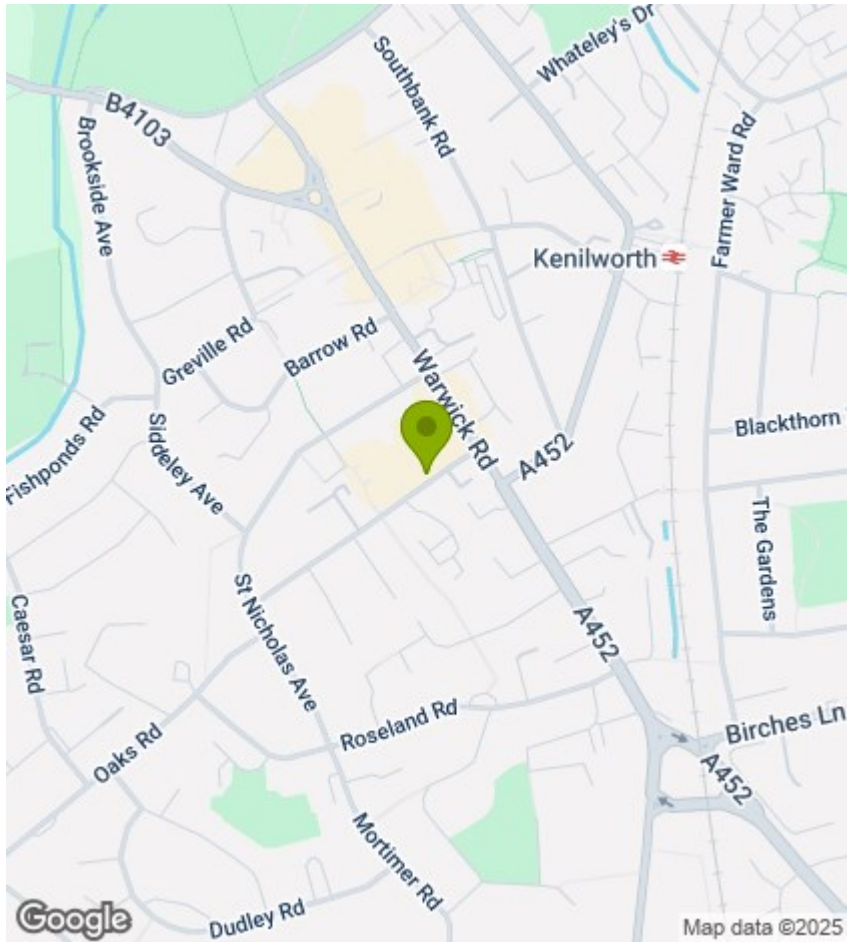 Whateley's Dr
Southbank Rd
B4103
Brookside Ave
Farmer Ward Rd
Kenilworth
Greville Rd
Barrow Rd
Warwick Rd
Fishponds Rd
Siddeley Ave
A452
Blackthorn
The Gardens
St Nicholas Ave
Caesar Rd
A452
Roseland Rd
Birches Ln
Oaks Rd
A452
Mortimer Rd
Dudley Rd
Google
Map data ©2025